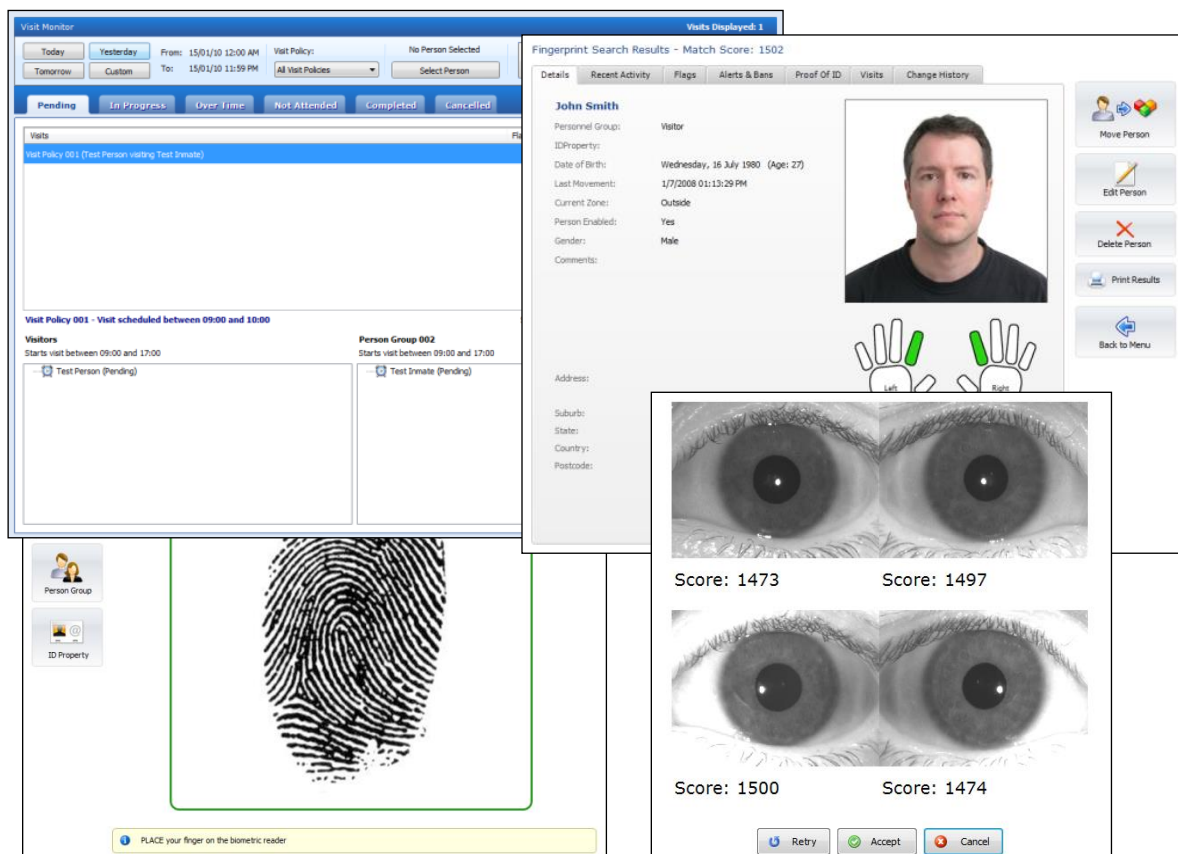 Visit Monitor
Visits Displayed: 1
Today
Yesterday
From: 15/01/10 12:00 AM
Visit Policy:
No Person Selected
Tomorrow
Custom
To: 15/01/10 11:59 PM
All Visit Policies
Select Person
Pending
In Progress
Over Time
Not Attended
Completed
Cancelled
Visits
Visit Policy 001 (Test Person visiting Test Inmate)
Visit Policy 001 - Visit scheduled between 09:00 and 10:00
Visitors
Starts visit between 09:00 and 17:00
Test Person (Pending)
Person Group 002
Starts visit between 09:00 and 17:00
Test Inmate (Pending)
Fingerprint Search Results - Match Score: 1502
Details
Recent Activity
Flags
Alerts & Bans
Proof Of ID
Visits
Change History
John Smith
Personnel Group: Visitor
IDProperty:
Date of Birth: Wednesday, 16 July 1980 (Age: 27)
Last Movement: 1/7/2008 01:13:29 PM
Current Zone: Outside
Person Enabled: Yes
Gender: Male
Comments:
Left
Right
Address:
Suburb:
State:
Country:
Postcode:
Move Person
Edit Person
Delete Person
Print Results
Back to Menu
Person Group
ID Property
PLACE your finger on the biometric reader
Score: 1473
Score: 1497
Score: 1500
Score: 1474
Retry
Accept
Cancel